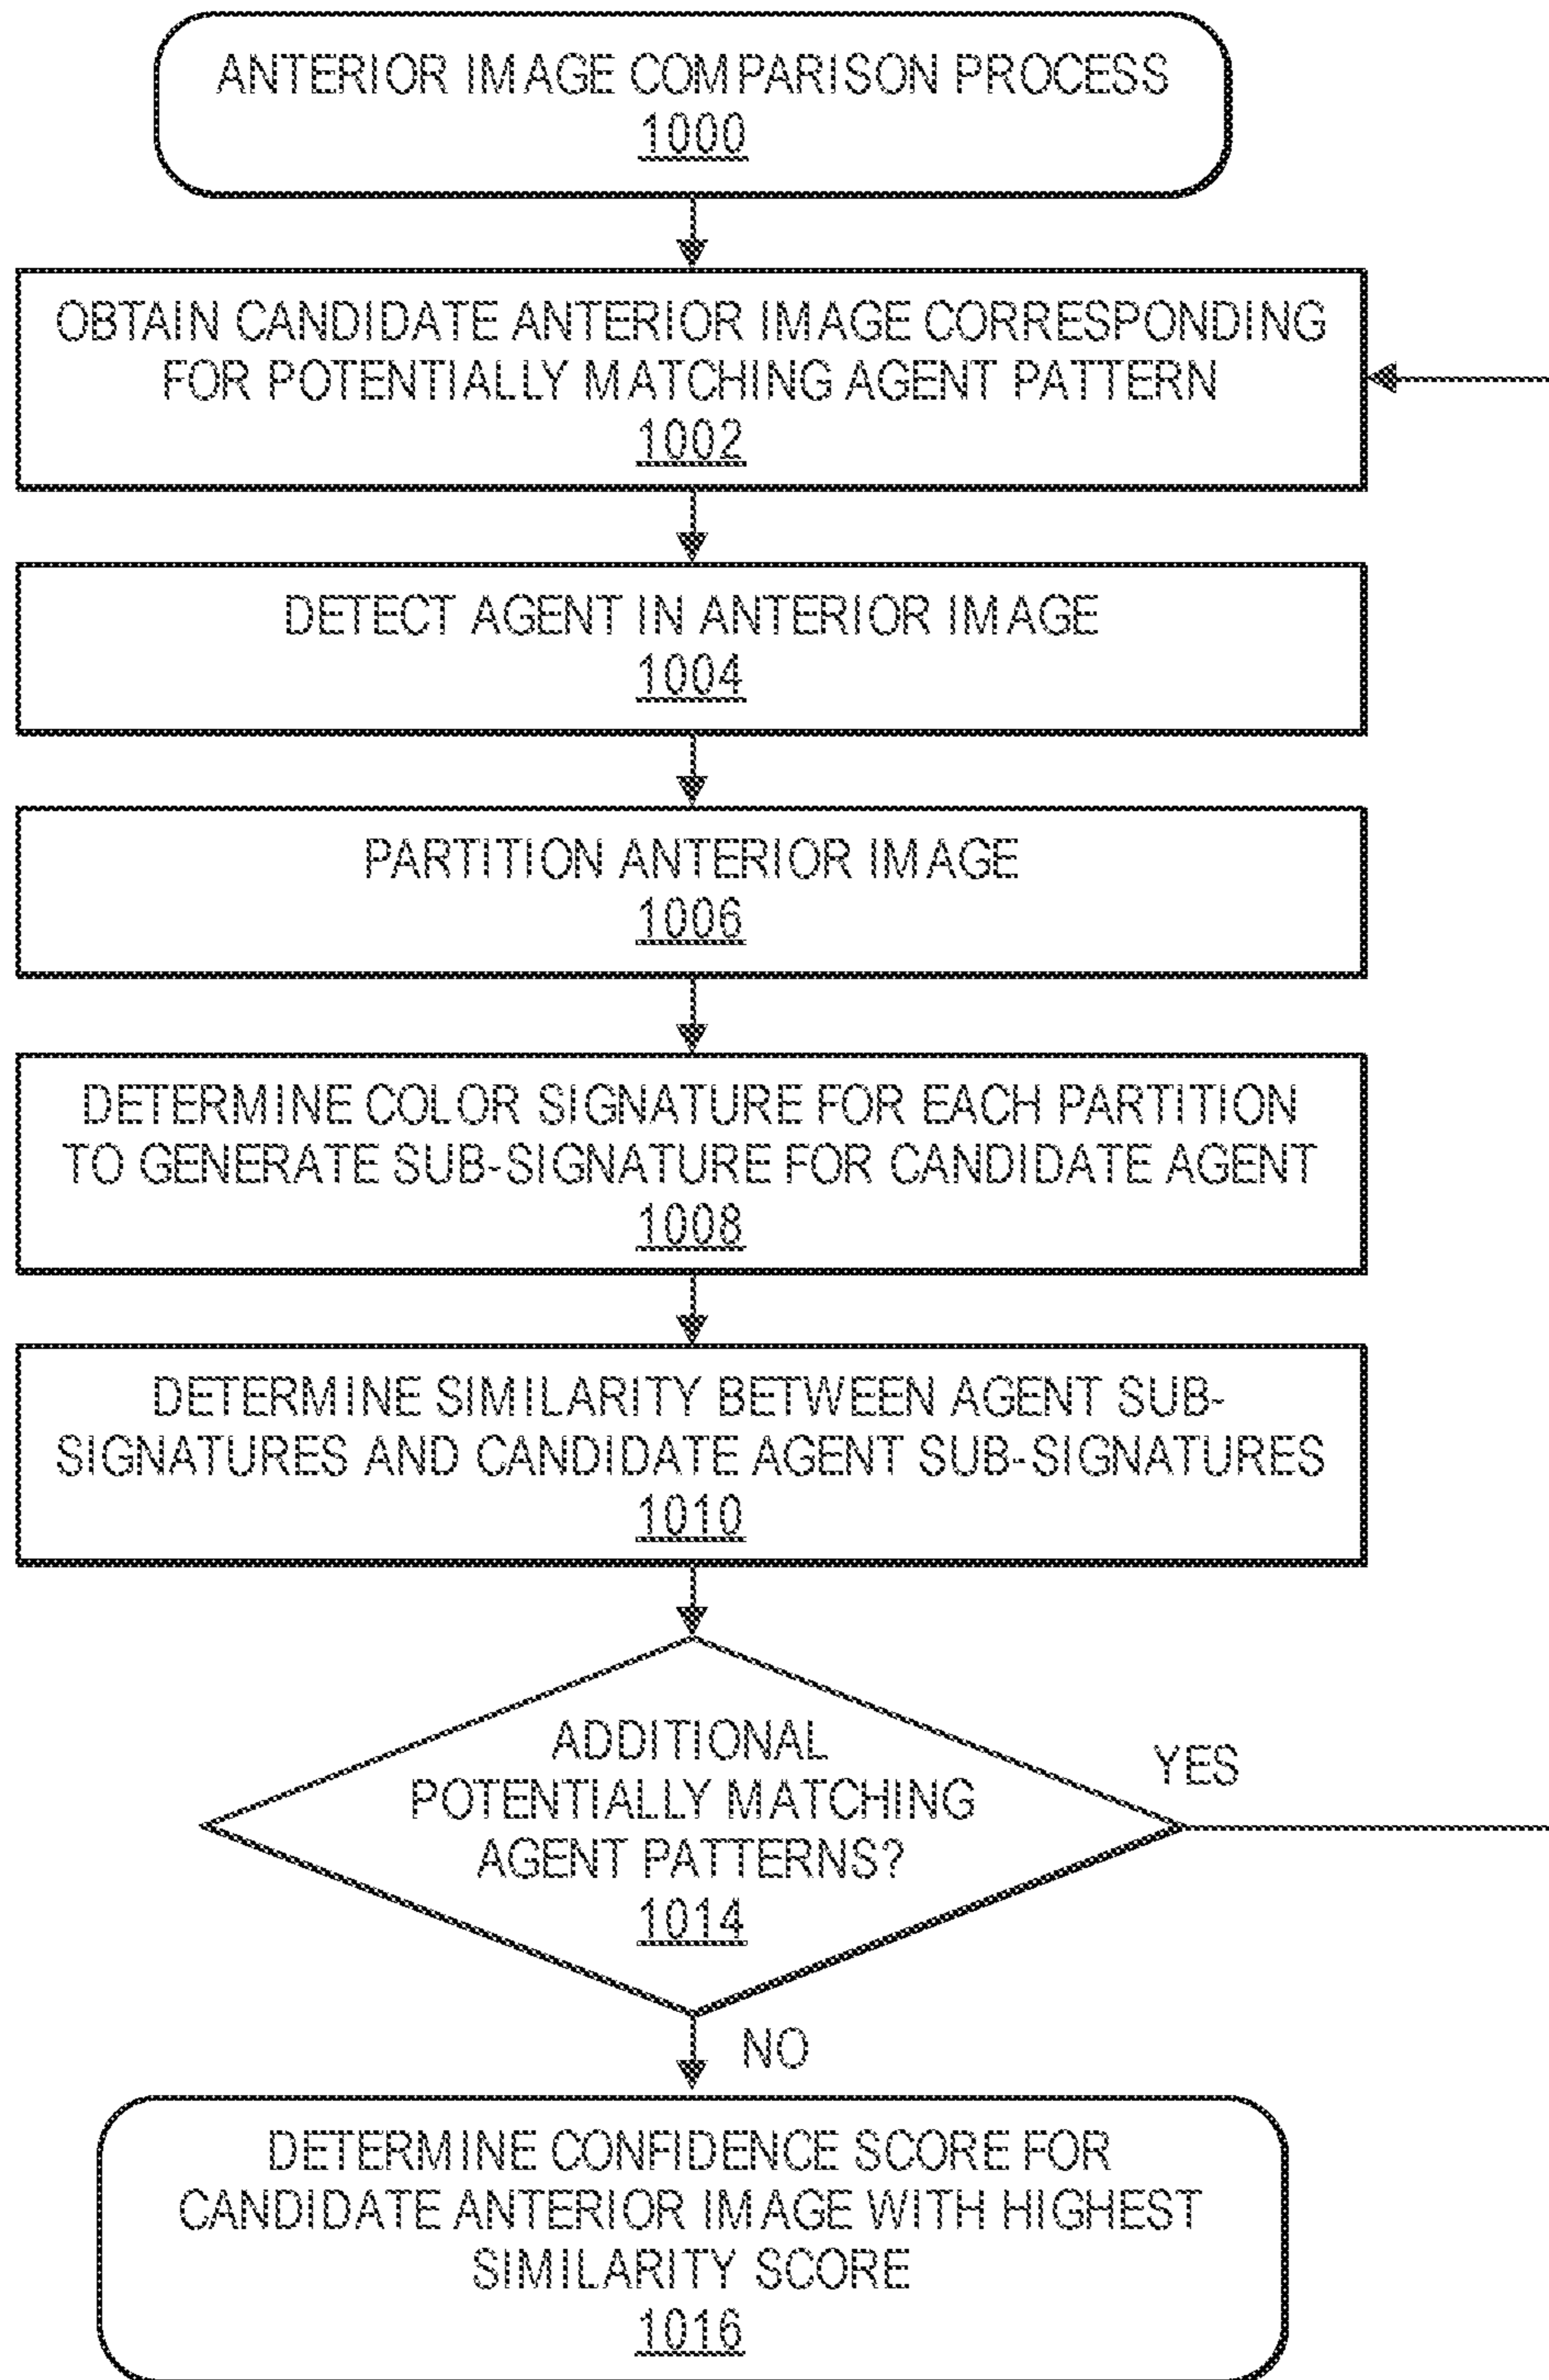 ANTERIOR IMAGE COMPARISON PROCESS
1000
OBTAIN CANDIDATE ANTERIOR IMAGE CORRESPONDING
FOR POTENTIALLY MATCHING AGENT PATTERN
1002
DETECT AGENT IN ANTERIOR IMAGE
1004
PARTITION ANTERIOR IMAGE
1006
DETERMINE COLOR SIGNATURE FOR EACH PARTITION
TO GENERATE SUB-SIGNATURE FOR CANDIDATE AGENT
1008
DETERMINE SIMILARITY BETWEEN AGENT SUB-
SIGNATURES AND CANDIDATE AGENT SUB-SIGNATURES
1010
ADDITIONAL
POTENTIALLY MATCHING
AGENT PATTERNS?
1014
YES
NO
DETERMINE CONFIDENCE SCORE FOR
CANDIDATE ANTERIOR IMAGE WITH HIGHEST
SIMILARITY SCORE
1016